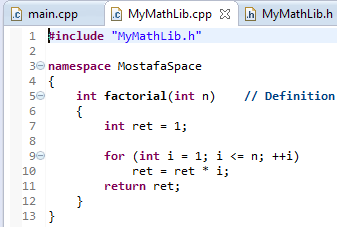 main.cpp MyMathLib.cpp MyMathLib.h
1 #include "MyMathLib.h"
2
3 namespace MostafaSpace
4 {
5 int factorial(int n) // Definition
6 {
7 int ret = 1;
8
9 for (int i = 1; i <= n; ++i)
10 ret = ret * i;
11 return ret;
12 }
13 }